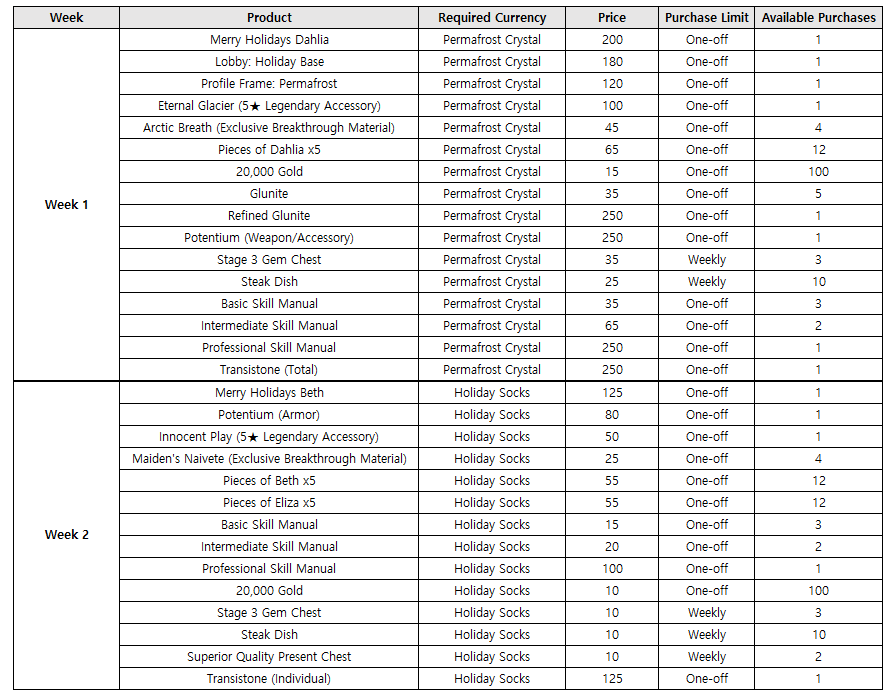 Week Product Required Currency Price Purchase Limit Available Purchases
Merry Holidays Dahlia Permafrost Crystal 200 One-off 1
Lobby: Holiday Base Permafrost Crystal 180 One-off 1
Profile Frame: Permafrost Permafrost Crystal 120 One-off 1
Eternal Glacier (5★ Legendary Accessory) Permafrost Crystal 100 One-off 1
Arctic Breath (Exclusive Breakthrough Material) Permafrost Crystal 45 One-off 4
Pieces of Dahlia x5 Permafrost Crystal 65 One-off 12
20,000 Gold Permafrost Crystal 15 One-off 100
Glunite Permafrost Crystal 35 One-off 5
Week 1
Refined Glunite Permafrost Crystal 250 One-off 1
Potentium (Weapon/Accessory) Permafrost Crystal 250 One-off 1
Stage 3 Gem Chest Permafrost Crystal 35 Weekly 3
Steak Dish Permafrost Crystal 25 Weekly 10
Basic Skill Manual Permafrost Crystal 35 One-off 3
Intermediate Skill Manual Permafrost Crystal 65 One-off 2
Professional Skill Manual Permafrost Crystal 250 One-off 1
Transistone (Total) Permafrost Crystal 250 One-off 1
Merry Holidays Beth Holiday Socks 125 One-off 1
Potentium (Armor) Holiday Socks 80 One-off 1
Innocent Play (5★ Legendary Accessory) Holiday Socks 50 One-off 1
Maiden's Naivete (Exclusive Breakthrough Material) Holiday Socks 25 One-off 4
Pieces of Beth x5 Holiday Socks 55 One-off 12
Pieces of Eliza x5 Holiday Socks 55 One-off 12
Basic Skill Manual Holiday Socks 15 One-off 3
Week 2
Intermediate Skill Manual Holiday Socks 20 One-off 2
Professional Skill Manual Holiday Socks 100 One-off 1
20,000 Gold Holiday Socks 10 One-off 100
Stage 3 Gem Chest Holiday Socks 10 Weekly 3
Steak Dish Holiday Socks 10 Weekly 10
Superior Quality Present Chest Holiday Socks 10 Weekly 2
Transistone (Individual) Holiday Socks 125 One-off 1